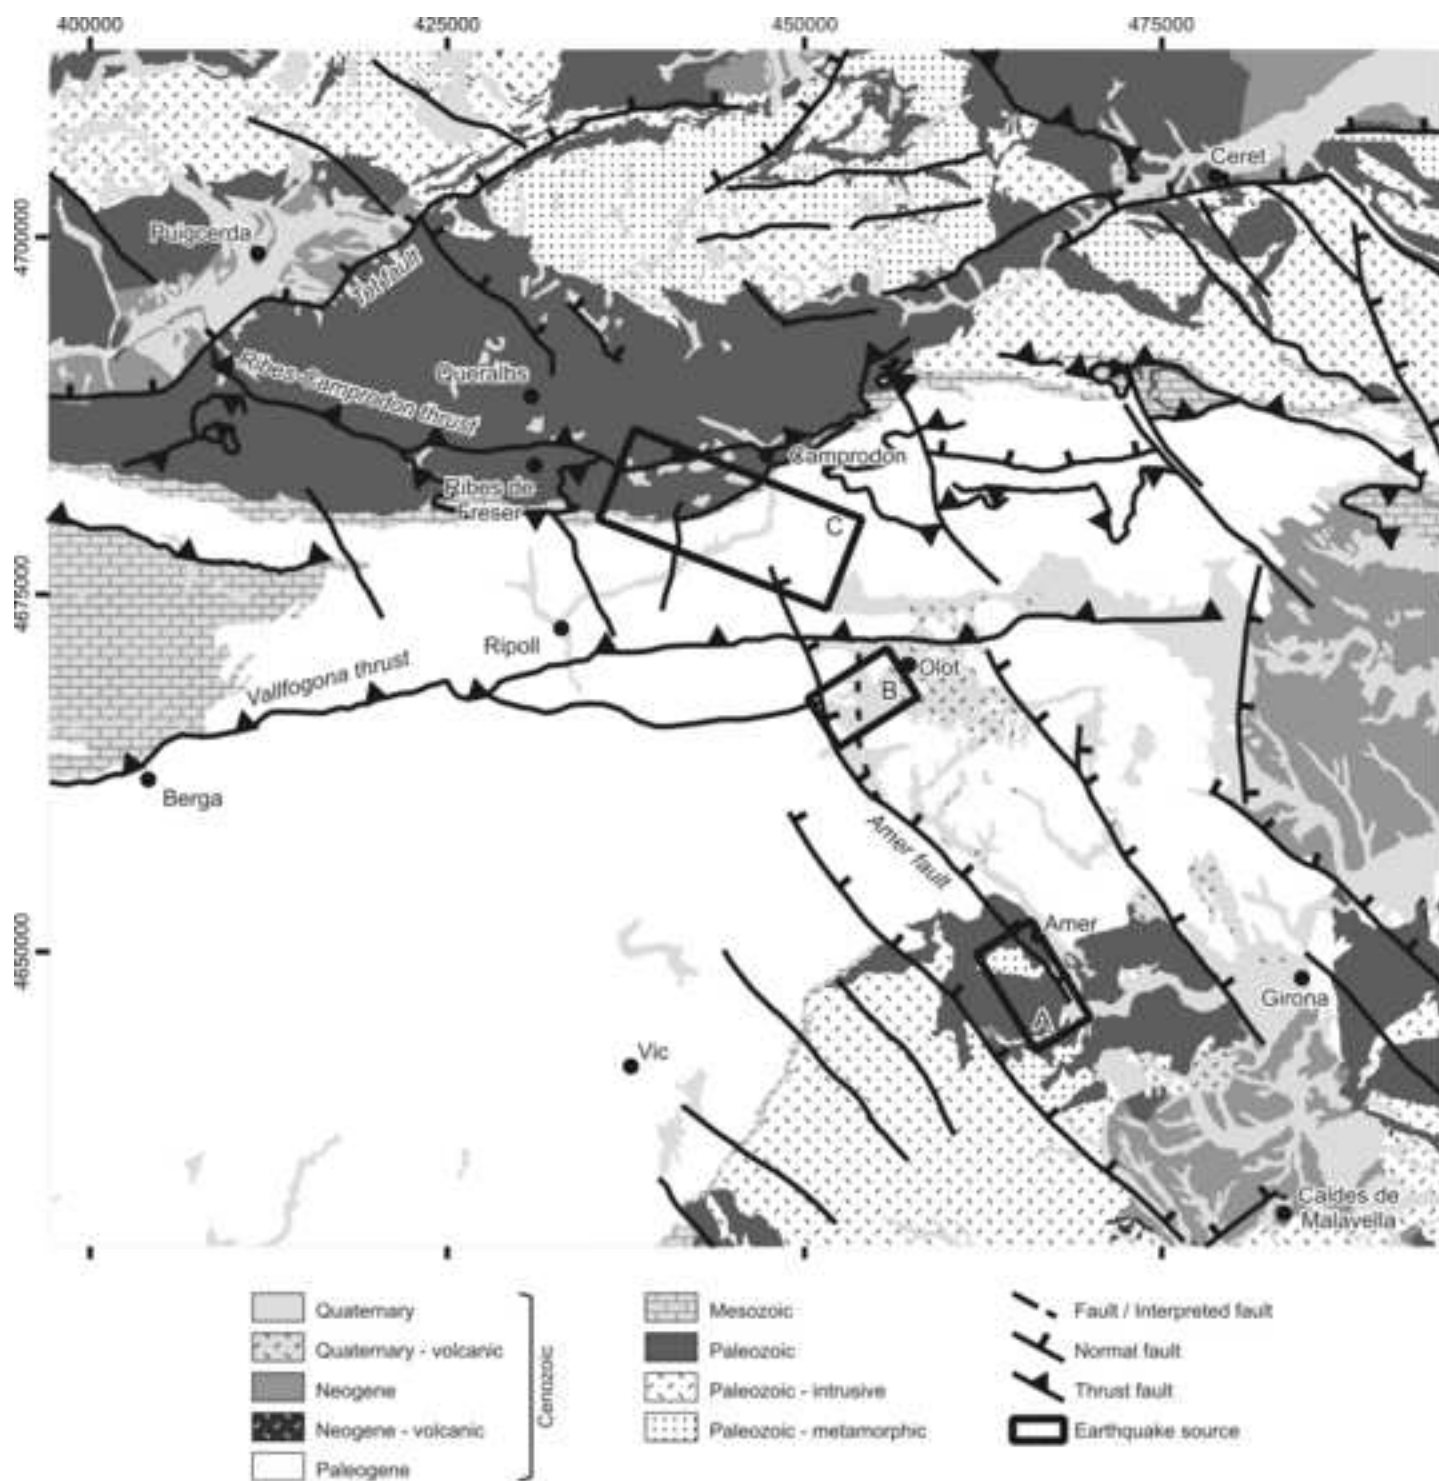 400000 425000 450000 475000
4700000
4675000
4650000
Ceret
Puigcerda
Têt fault
Ribes-Camprodon thrust
Queralbs
Camprodon
Ribes de
Freser
C
Ripoll
Vallfogona thrust
Olot
B
Berga
Amer fault
Amer
A
Girona
Vic
Caldes de
Malavella
Quaternary
Quaternary - volcanic
Neogene
Neogene - volcanic
Paleogene
Cenozoic
Mesozoic
Paleozoic
Paleozoic - intrusive
Paleozoic - metamorphic
Fault / Interpreted fault
Normal fault
Thrust fault
Earthquake source